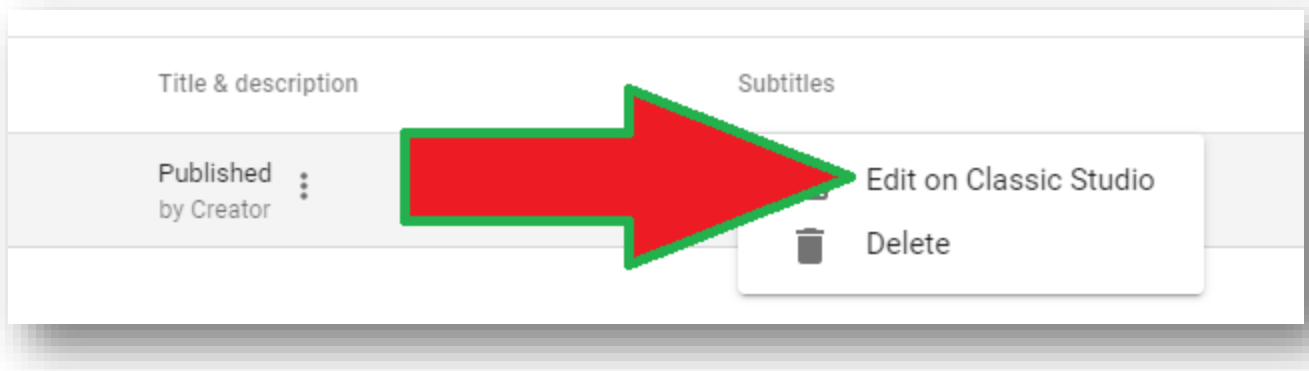 Title & description
Subtitles
Published
by Creator
Edit on Classic Studio
Delete